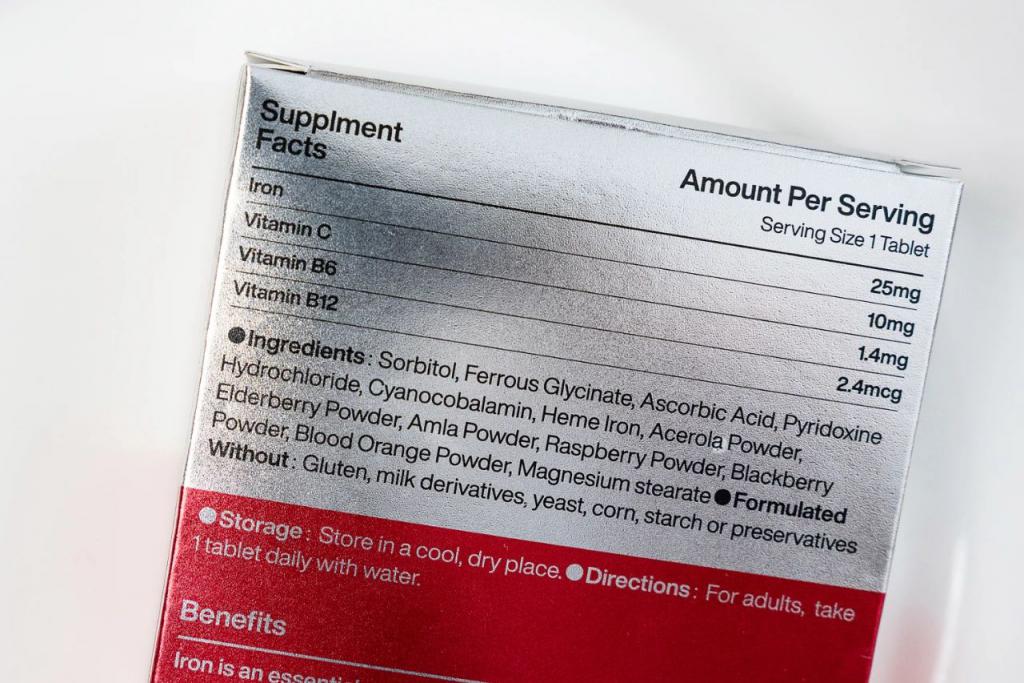 Supplment
Facts
Amount Per Serving
Serving Size 1 Tablet
Iron 25mg
Vitamin C 10mg
Vitamin B6 1.4mg
Vitamin B12 2.4mcg
●Ingredients: Sorbitol, Ferrous Glycinate, Ascorbic Acid, Pyridoxine
Hydrochloride, Cyanocobalamin, Heme Iron, Acerola Powder,
Elderberry Powder, Amla Powder, Raspberry Powder, Blackberry
Powder, Blood Orange Powder, Magnesium stearate ●Formulated
Without: Gluten, milk derivatives, yeast, corn, starch or preservatives
●Storage: Store in a cool, dry place. ●Directions: For adults, take
1 tablet daily with water.
Benefits
Iron is an essential